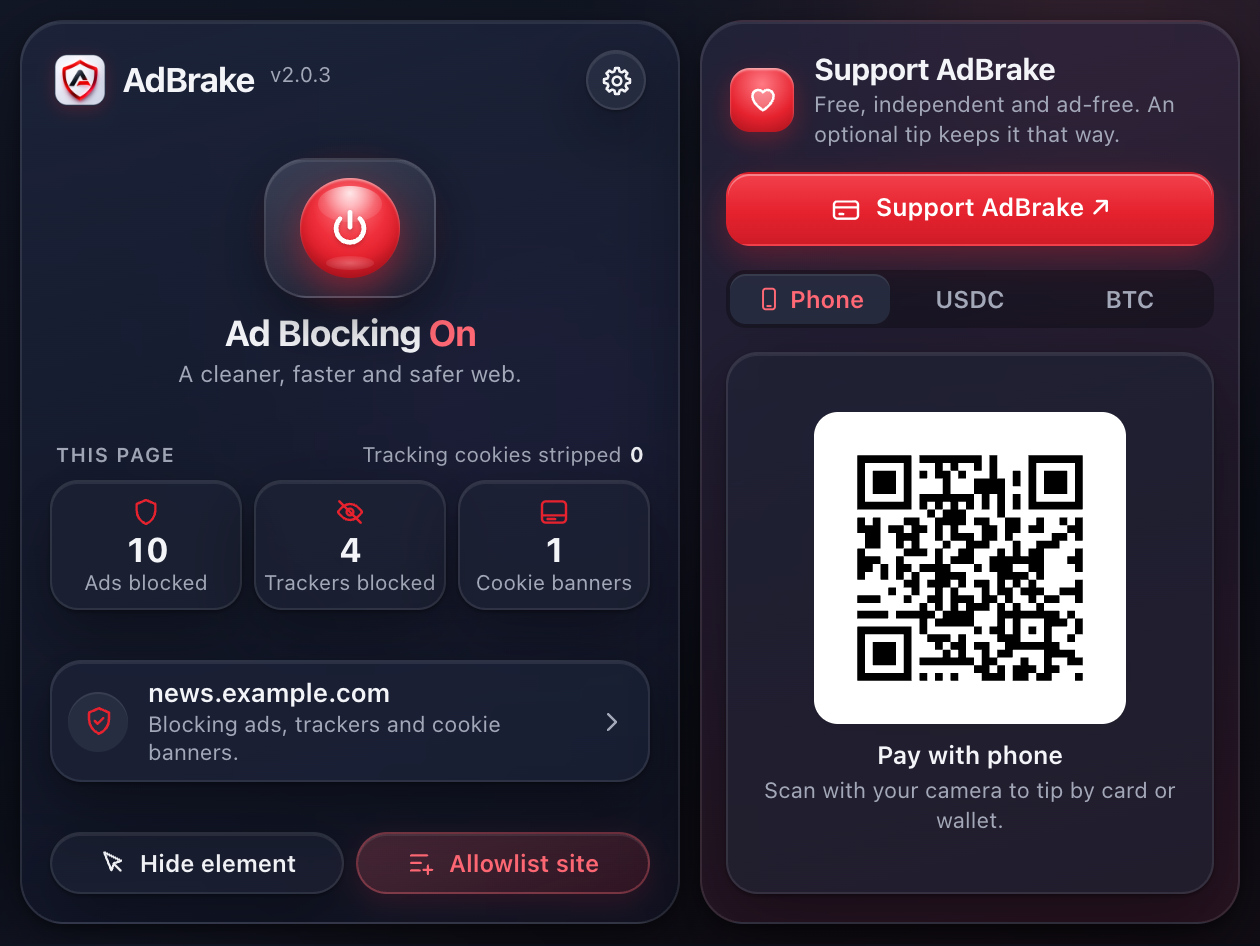 AdBrake v2.0.3
Ad Blocking On
A cleaner, faster and safer web.
THIS PAGE
Tracking cookies stripped 0
10
Ads blocked
4
Trackers blocked
1
Cookie banners
news.example.com
Blocking ads, trackers and cookie
banners.
Hide element
Allowlist site
Support AdBrake
Free, independent and ad-free. An
optional tip keeps it that way.
Support AdBrake
Phone
USDC
BTC
Pay with phone
Scan with your camera to tip by card or
wallet.